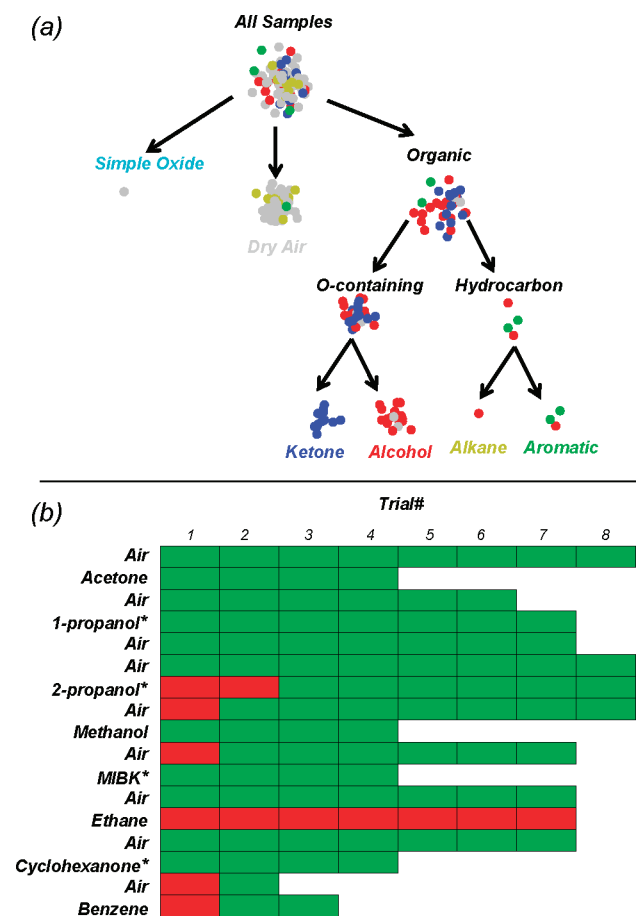 (a)
All Samples
Simple Oxide
Organic
Dry Air
O-containing
Hydrocarbon
Ketone
Alcohol
Alkane
Aromatic
(b)
Trial#
1 2 3 4 5 6 7 8
Air
Acetone
Air
1-propanol*
Air
Air
2-propanol*
Air
Methanol
Air
MIBK*
Air
Ethane
Air
Cyclohexanone*
Air
Benzene